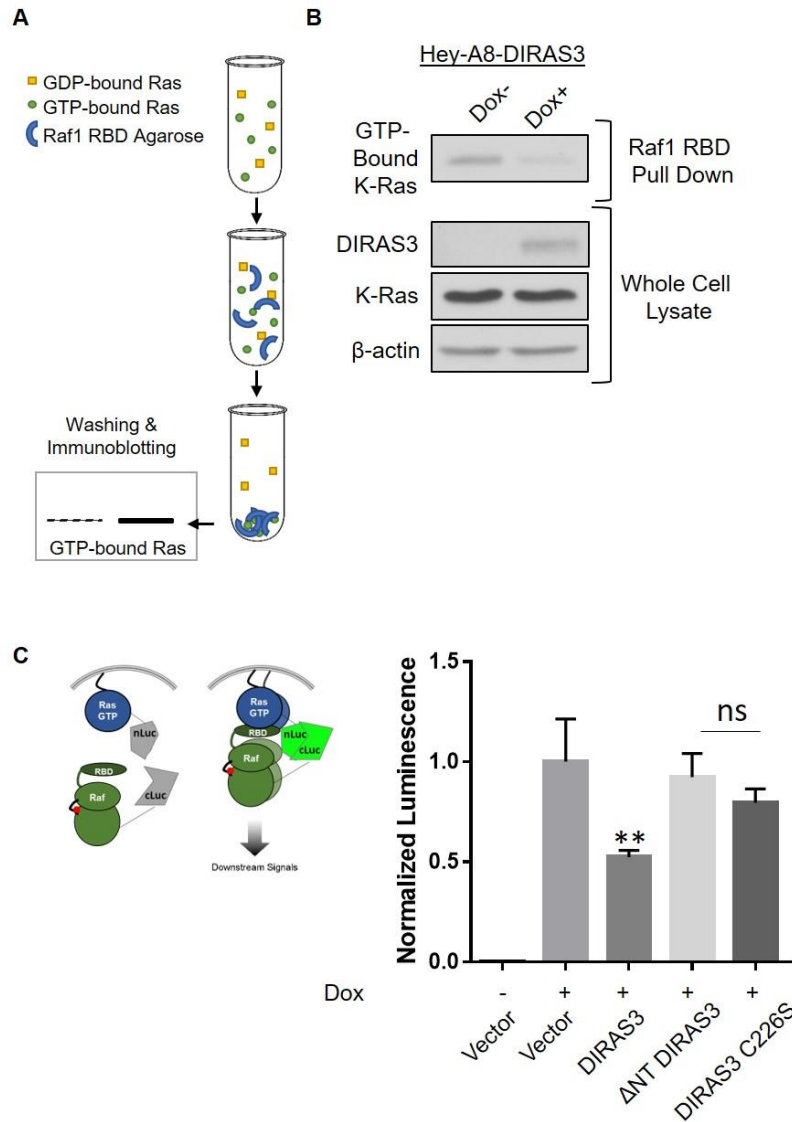 A
GDP-bound Ras
GTP-bound Ras
Raf1 RBD Agarose
Washing &
Immunoblotting
GTP-bound Ras
B
Hey-A8-DIRAS3
Dox-
Dox+
GTP-
Bound
K-Ras
Raf1 RBD
Pull Down
DIRAS3
K-Ras
β-actin
Whole Cell
Lysate
C
Ras
GTP
nLuc
RBD
Raf
cLuc
Ras
GTP
RBD
nLuc
cLuc
Raf
Downstream Signals
Normalized Luminescence
1.5
1.0
0.5
0.0
**
ns
Dox
- + + + +
Vector
Vector
DIRAS3
ΔNT DIRAS3
DIRAS3 C226S